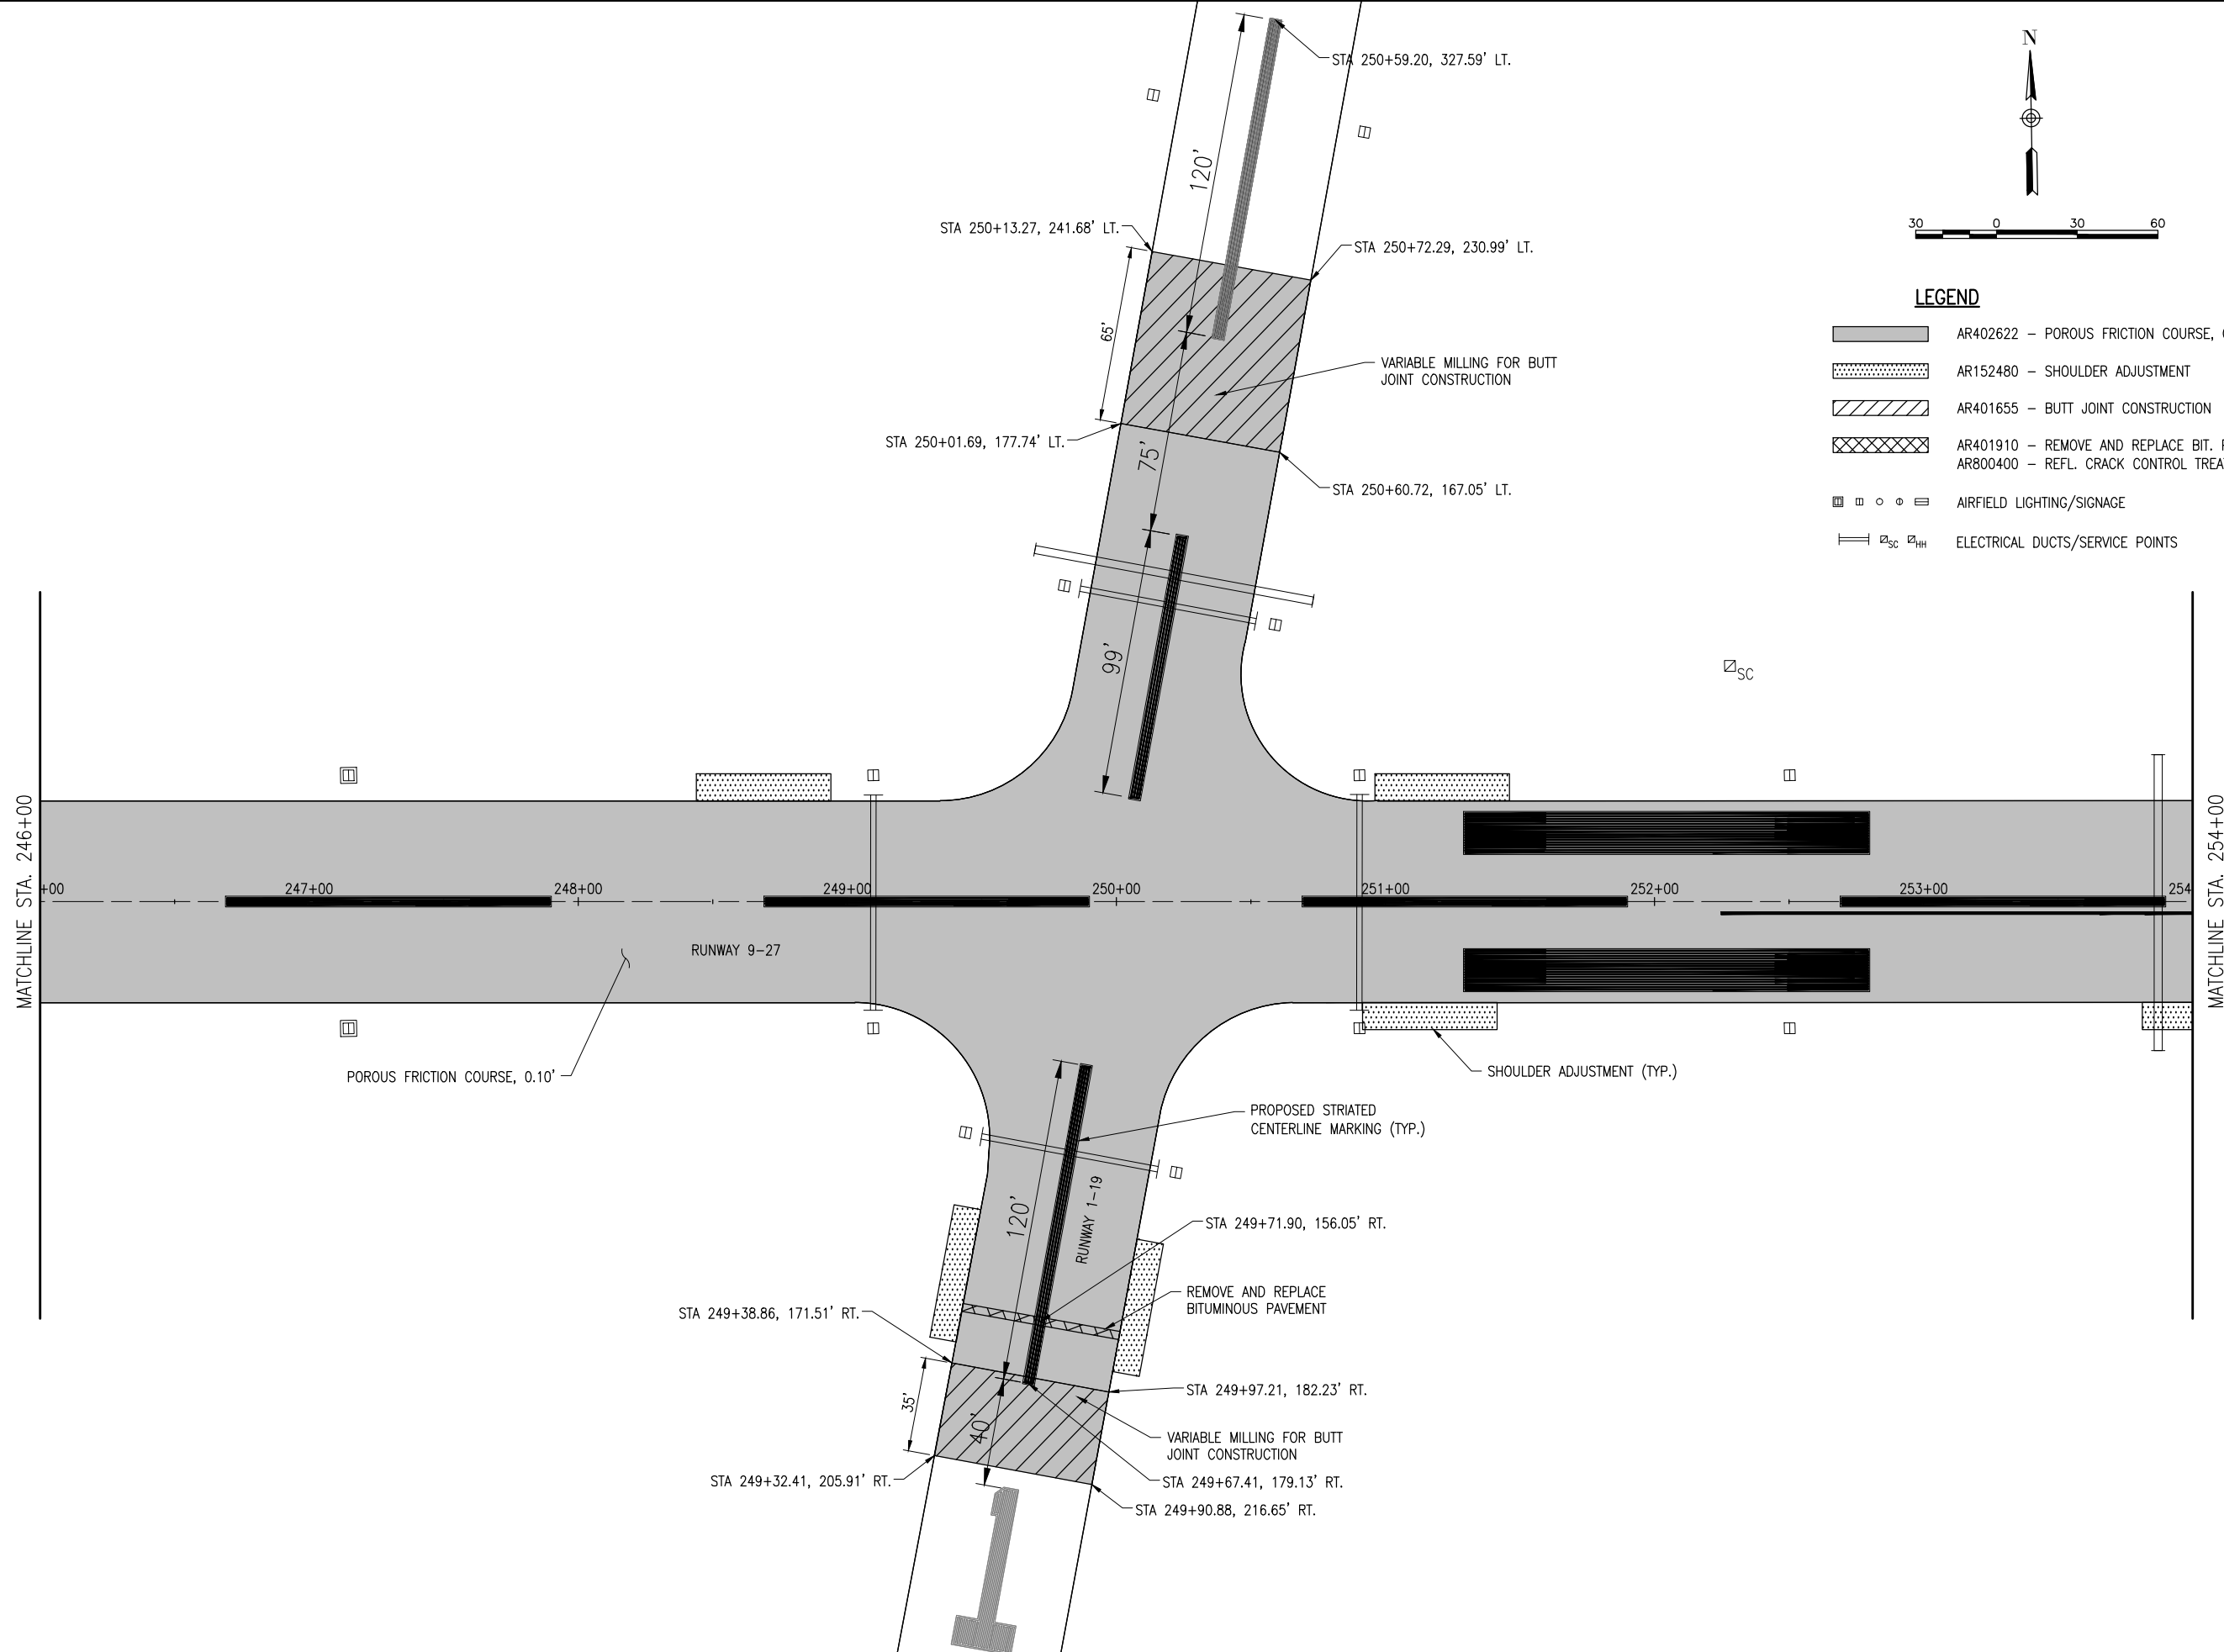 STA 250+59.20, 327.59' LT.
N
120'
30 0 30 60
STA 250+13.27, 241.68' LT.
STA 250+72.29, 230.99' LT.
65'
VARIABLE MILLING FOR BUTT
JOINT CONSTRUCTION
STA 250+01.69, 177.74' LT.
75'
STA 250+60.72, 167.05' LT.
LEGEND
AR402622 – POROUS FRICTION COURSE,
AR152480 – SHOULDER ADJUSTMENT
AR401655 – BUTT JOINT CONSTRUCTION
AR401910 – REMOVE AND REPLACE BIT.
AR800400 – REFL. CRACK CONTROL
AIRFIELD LIGHTING/SIGNAGE
SC HH ELECTRICAL DUCTS/SERVICE POINTS
99'
SC
MATCHLINE STA. 246+00
+00 247+00 248+00 249+00 250+00 251+00 252+00 253+00 254
MATCHLINE STA. 254+00
RUNWAY 9–27
POROUS FRICTION COURSE, 0.10'
SHOULDER ADJUSTMENT (TYP.)
PROPOSED STRIATED
CENTERLINE MARKING (TYP.)
120'
RUNWAY 1–19
STA 249+71.90, 156.05' RT.
REMOVE AND REPLACE
BITUMINOUS PAVEMENT
STA 249+38.86, 171.51' RT.
STA 249+97.21, 182.23' RT.
35'
40'
VARIABLE MILLING FOR BUTT
JOINT CONSTRUCTION
STA 249+32.41, 205.91' RT.
STA 249+67.41, 179.13' RT.
STA 249+90.88, 216.65' RT.